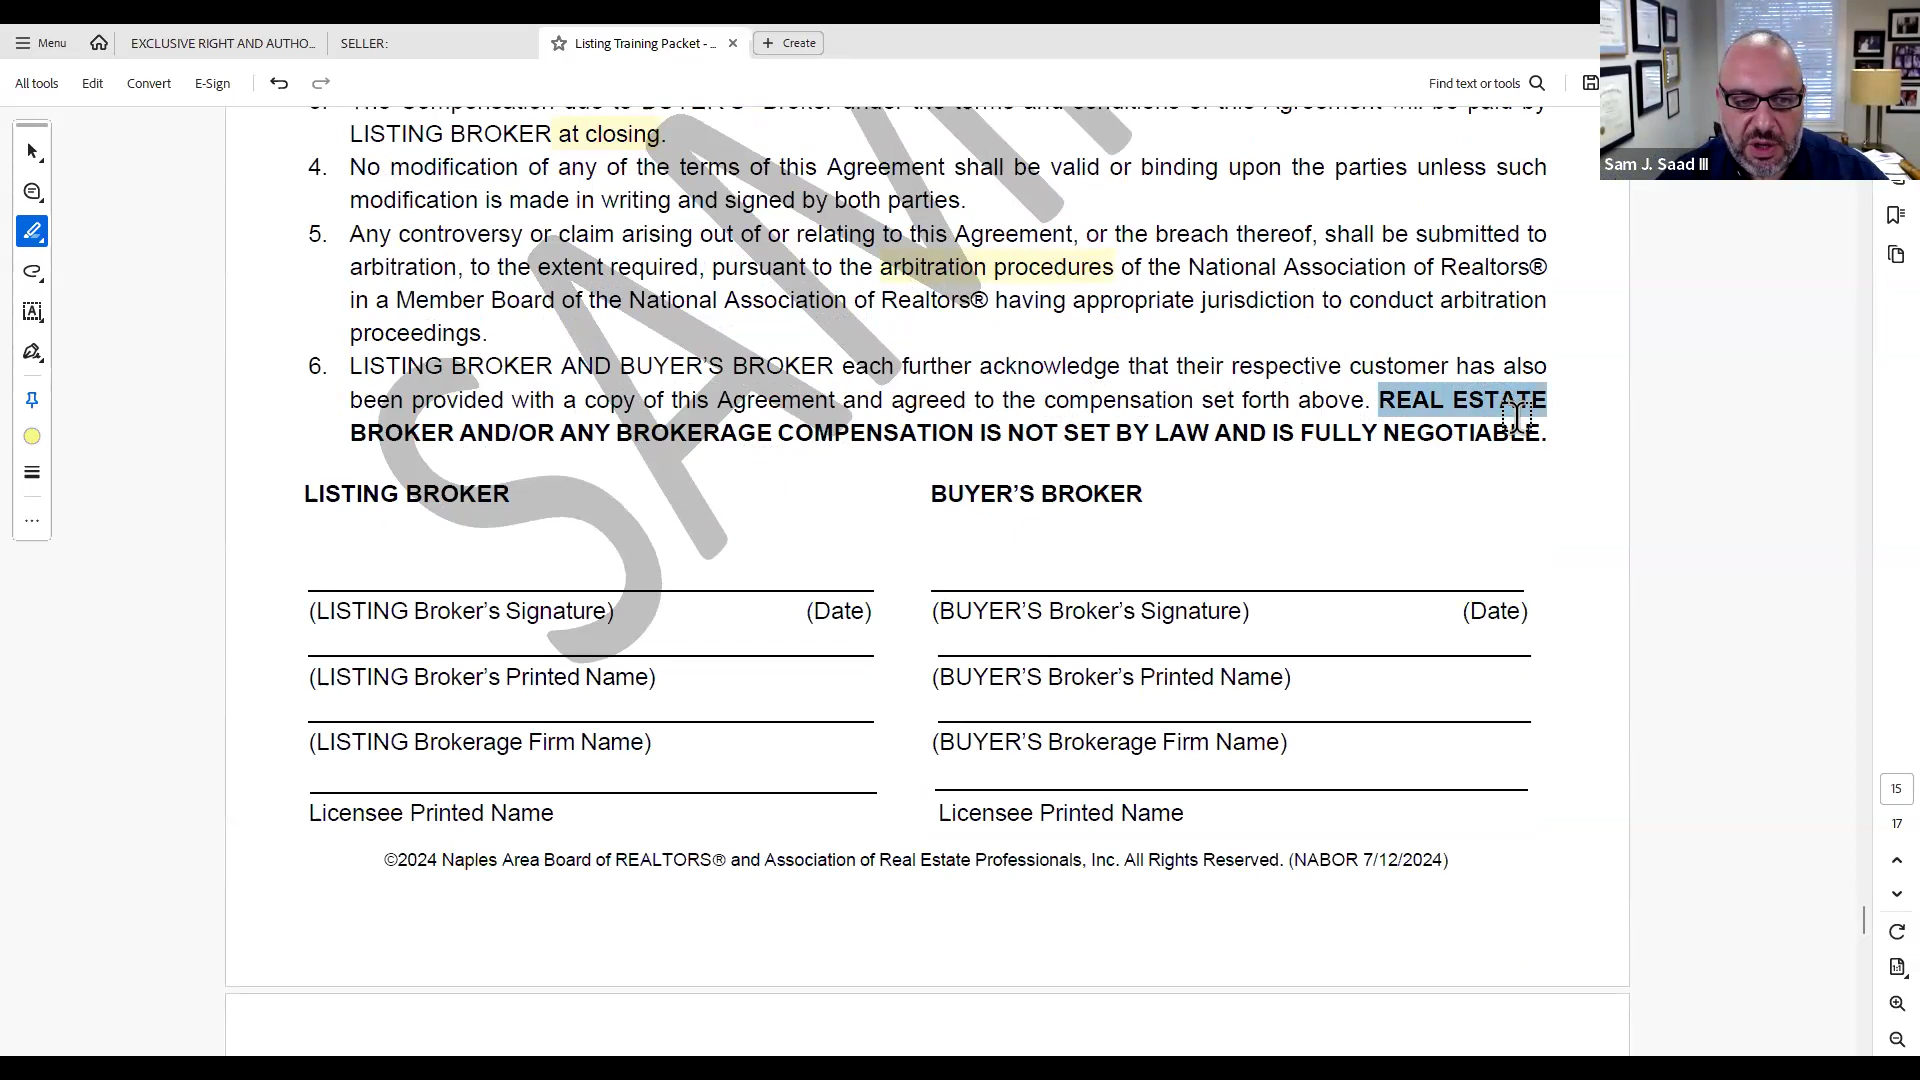 Menu
EXCLUSIVE RIGHT AND AUTHO...
SELLER:
Listing Training Packet - ...
Create
All tools
Edit
Convert
E-Sign
Find text or tools
Sam J. Saad III
LISTING BROKER at closing.
4. No modification of any of the terms of this Agreement shall be valid or binding upon the parties unless such
modification is made in writing and signed by both parties.
5. Any controversy or claim arising out of or relating to this Agreement, or the breach thereof, shall be submitted to
arbitration, to the extent required, pursuant to the arbitration procedures of the National Association of Realtors®
in a Member Board of the National Association of Realtors® having appropriate jurisdiction to conduct arbitration
proceedings.
6. LISTING BROKER AND BUYER’S BROKER each further acknowledge that their respective customer has also
been provided with a copy of this Agreement and agreed to the compensation set forth above. REAL ESTATE
BROKER AND/OR ANY BROKERAGE COMPENSATION IS NOT SET BY LAW AND IS FULLY NEGOTIABLE.
LISTING BROKER BUYER’S BROKER
(LISTING Broker’s Signature) (Date) (BUYER’S Broker’s Signature) (Date)
(LISTING Broker’s Printed Name) (BUYER’S Broker’s Printed Name)
(LISTING Brokerage Firm Name) (BUYER’S Brokerage Firm Name)
Licensee Printed Name Licensee Printed Name
©2024 Naples Area Board of REALTORS® and Association of Real Estate Professionals, Inc. All Rights Reserved. (NABOR 7/12/2024)
15
17